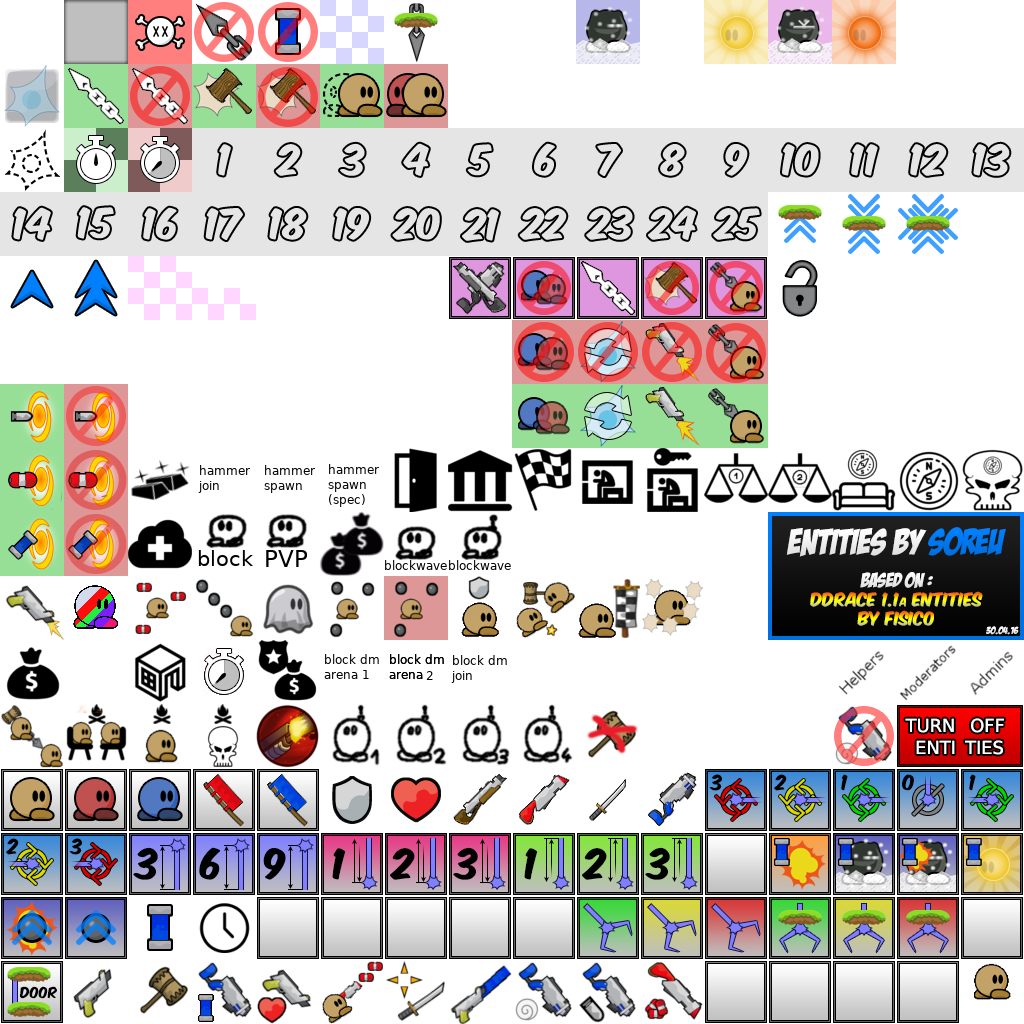 1 2 3 4 5 6 7 8 9 10 11 12 13
14 15 16 17 18 19 20 21 22 23 24 25
hammer join
hammer spawn
hammer spawn (spec)
1
2
N
S
block
PVP
$
$
blockwave
blockwave
ENTITIES BY SOREU
BASED ON :
DDRACE 1.1A ENTITIES
BY FISICO
30.04.16
$
$
block dm arena 1
block dm arena 2
block dm join
Helpers
Moderators
Admins
1
2
3
4
TURN OFF
ENTITIES
3 2 1 0 1
2 3 3 6 9 1 2 3 1 2 3
DOOR